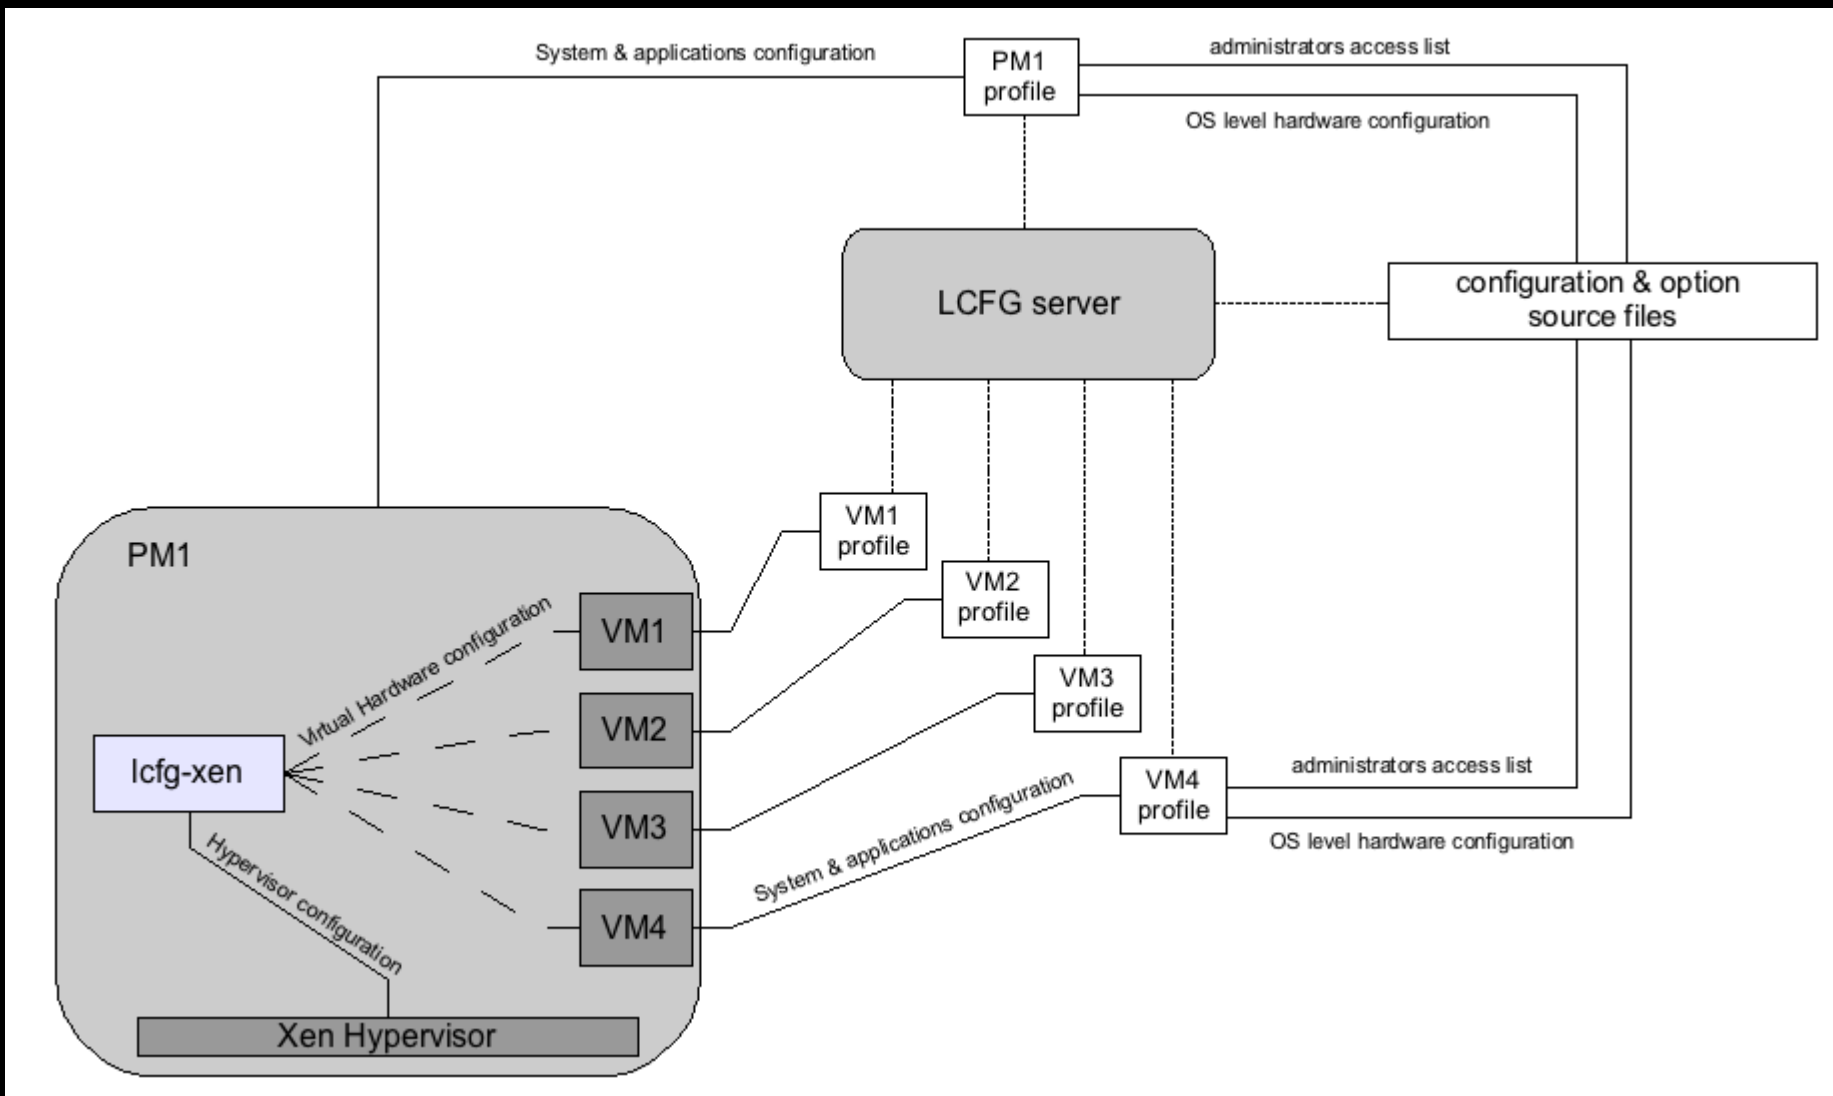 System & applications configuration
PM1
profile
administrators access list
OS level hardware configuration
LCFG server
configuration & option
source files
VM1
profile
VM2
profile
VM3
profile
VM4
profile
administrators access list
OS level hardware configuration
System & applications configuration
PM1
Virtual Hardware configuration
VM1
VM2
VM3
VM4
lcfg-xen
Hypervisor configuration
Xen Hypervisor